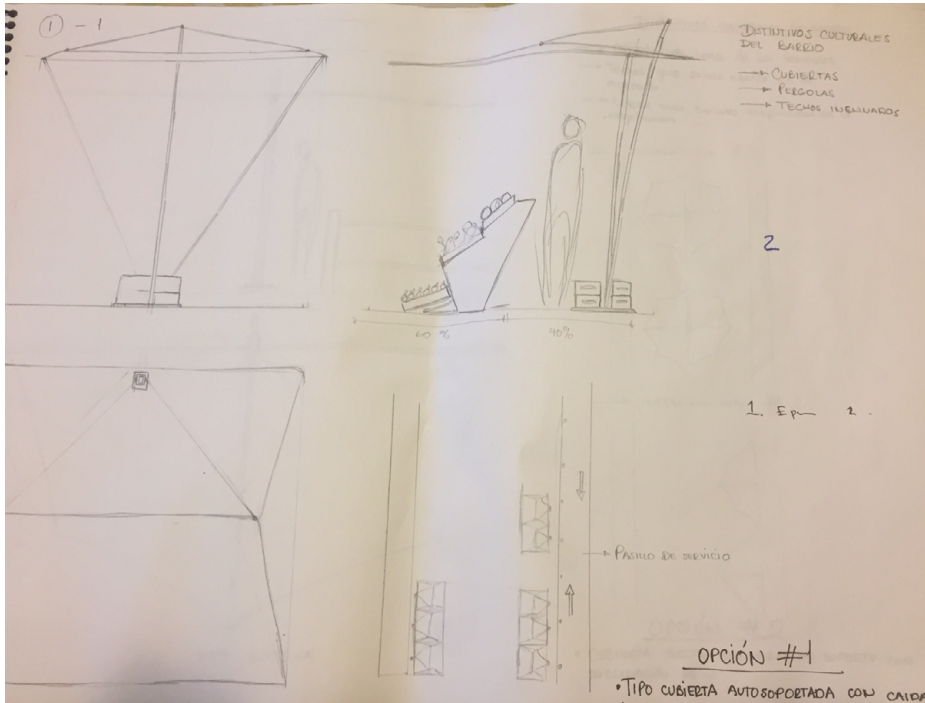 ① - 1
DISTINTIVOS CULTURALES
DEL BARRIO
→ CUBIERTAS
→ PERGOLAS
→ TECHOS
60 %
40%
2
1. 2.
→ PASILLO DE SERVICIO
OPCIÓN #1
• TIPO CUBIERTA AUTOSOPORTADA CON CAIDA